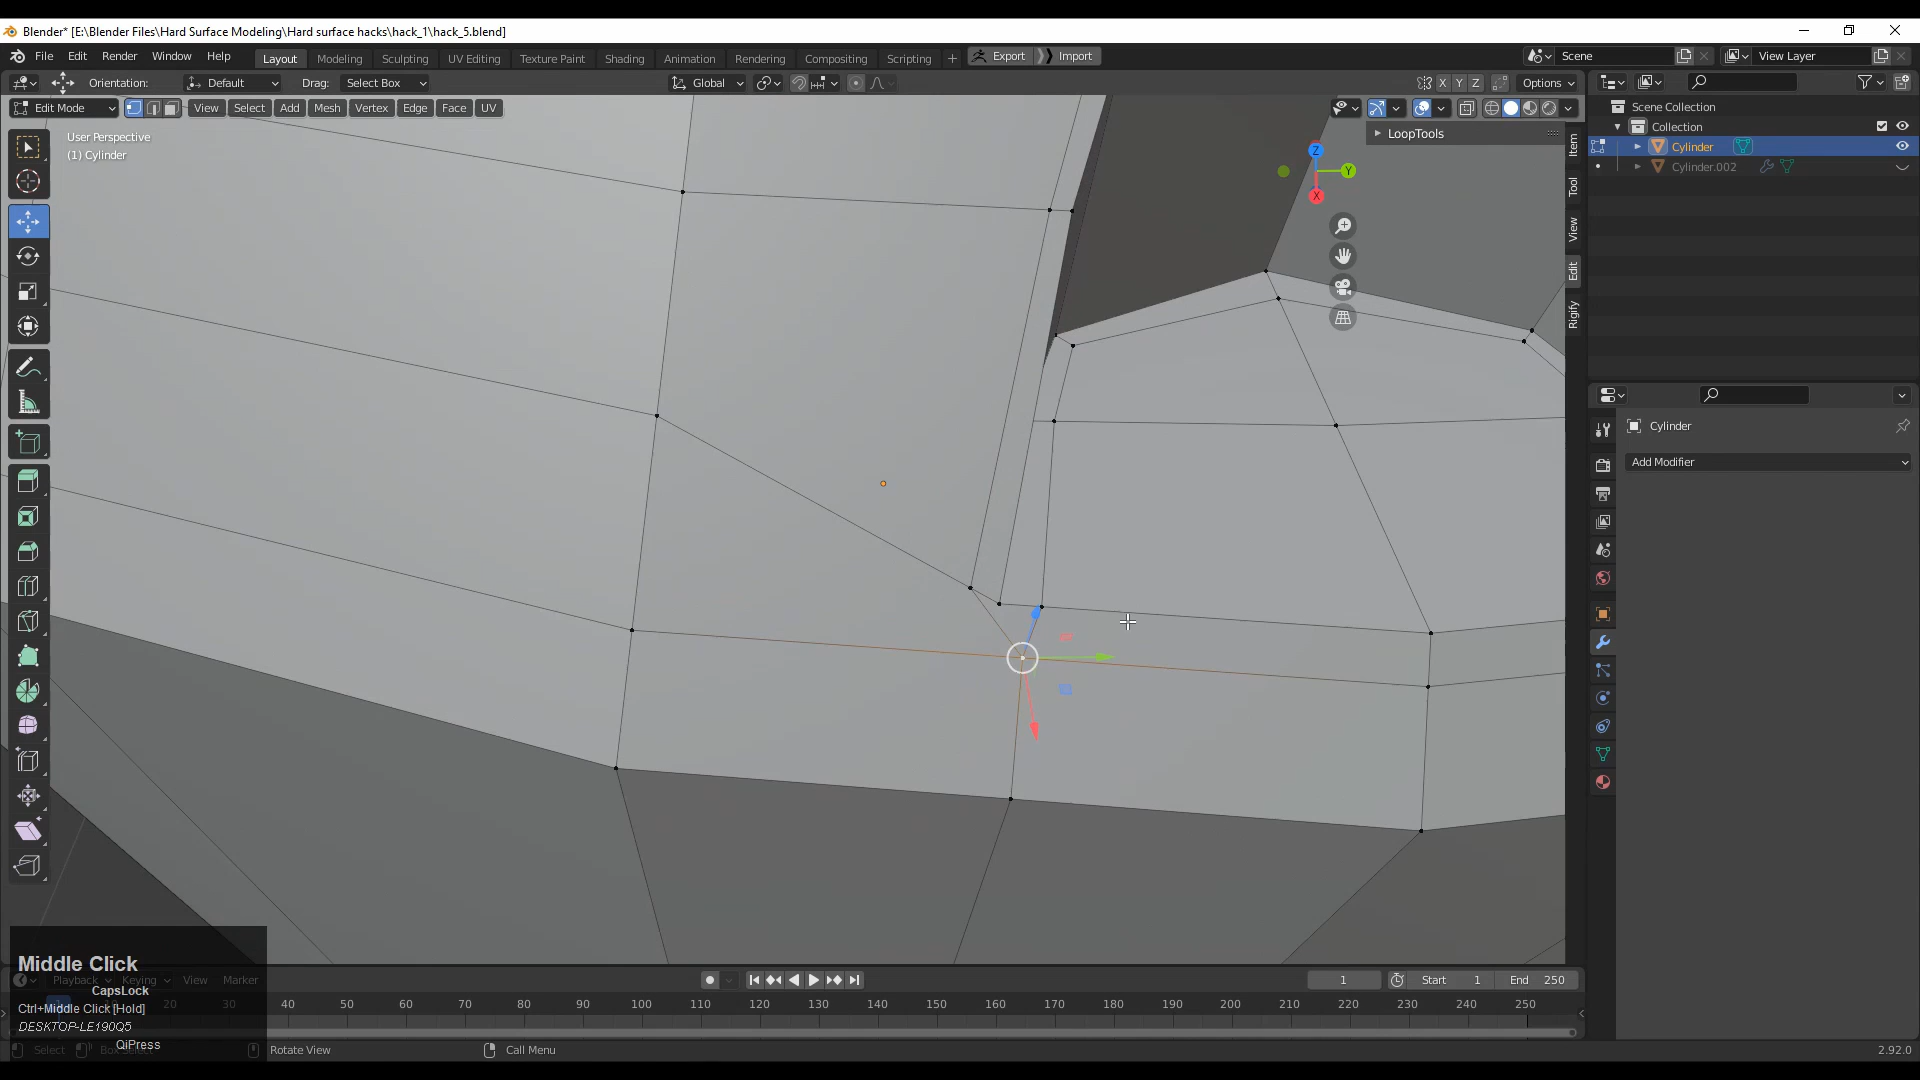 Blender* [E:\Blender Files\Hard Surface Modeling\Hard surface hacks\hack_1\hack_5.blend]
File Edit Render Window Help Layout Modeling Sculpting UV Editing Texture Paint Shading Animation Rendering Compositing Scripting + Export Import Scene View Layer
Orientation: Default Drag: Select Box Global X Y Z Options
Edit Mode View Select Add Mesh Vertex Edge Face UV
User Perspective
(1) Cylinder
LoopTools
Z
Y
X
Item
Tool
View
Edit
Rigify
Scene Collection
Collection
Cylinder
Cylinder.002
Cylinder
Add Modifier
Middle Click
CapsLock
Ctrl+Middle Click [Hold]
DESKTOP-LE190Q5
QiPress
Playback Keying View Marker
1 Start 1 End 250
1 20 30 40 50 60 70 80 90 100 110 120 130 140 150 160 170 180 190 200 210 220 230 240 250
Select Box Select Rotate View Call Menu 2.92.0